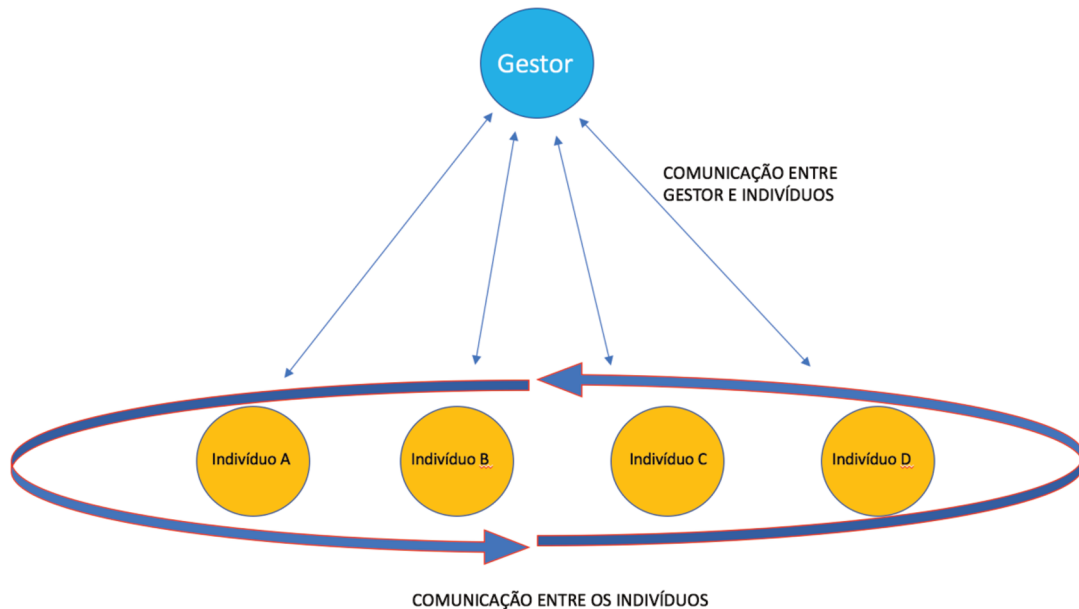 Gestor
COMUNICAÇÃO ENTRE
GESTOR E INDIVÍDUOS
Indivíduo A
Indivíduo B
Indivíduo C
Indivíduo D
COMUNICAÇÃO ENTRE OS INDIVÍDUOS